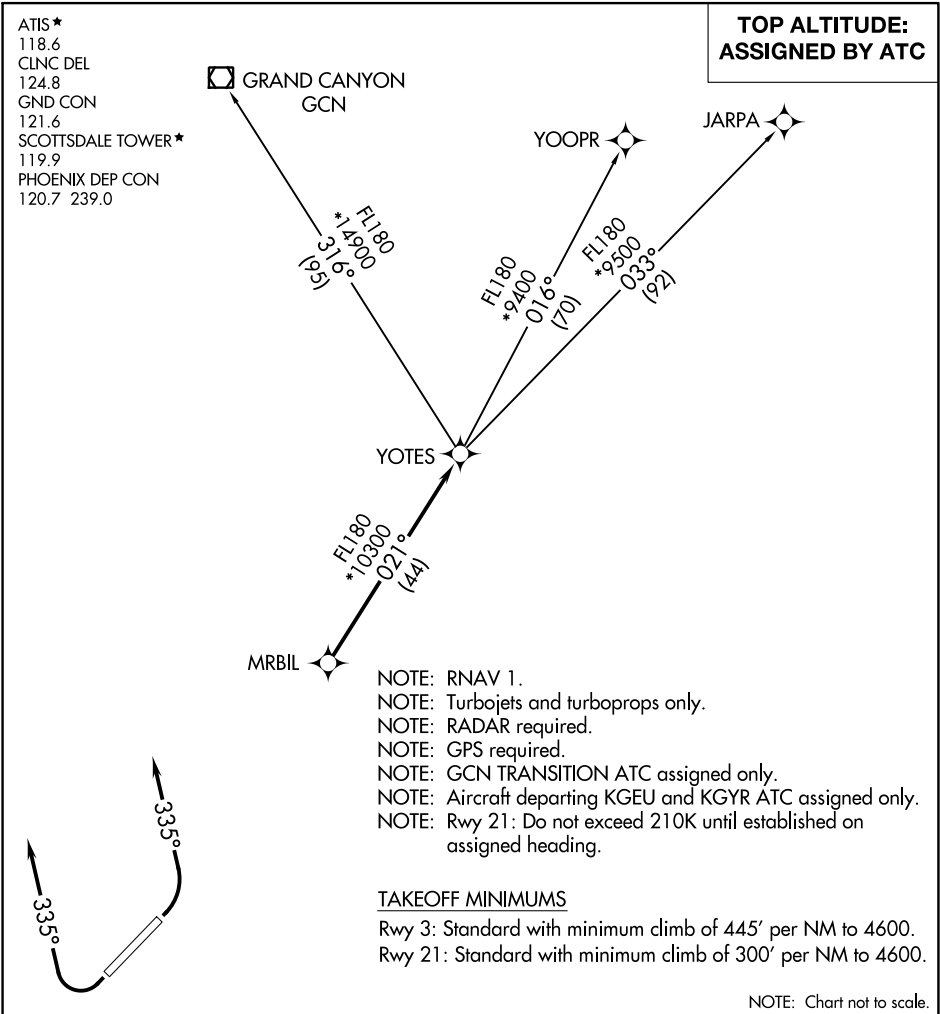 ATIS★
118.6
CLNC DEL
124.8
GND CON
121.6
SCOTTSDALE TOWER★
119.9
PHOENIX DEP CON
120.7 239.0
TOP ALTITUDE:
ASSIGNED BY ATC
GRAND CANYON
GCN
YOOPR
JARPA
FL180
*14900
316°
(95)
FL180
*9400
016°
(70)
FL180
*9500
033°
(92)
YOTES
FL180
*10300
021°
(44)
MRBIL
335°
335°
NOTE: RNAV 1.
NOTE: Turbojets and turboprops only.
NOTE: RADAR required.
NOTE: GPS required.
NOTE: GCN TRANSITION ATC assigned only.
NOTE: Aircraft departing KGEU and KGYR ATC assigned only.
NOTE: Rwy 21: Do not exceed 210K until established on
assigned heading.
TAKEOFF MINIMUMS
Rwy 3: Standard with minimum climb of 445' per NM to 4600.
Rwy 21: Standard with minimum climb of 300' per NM to 4600.
NOTE: Chart not to scale.